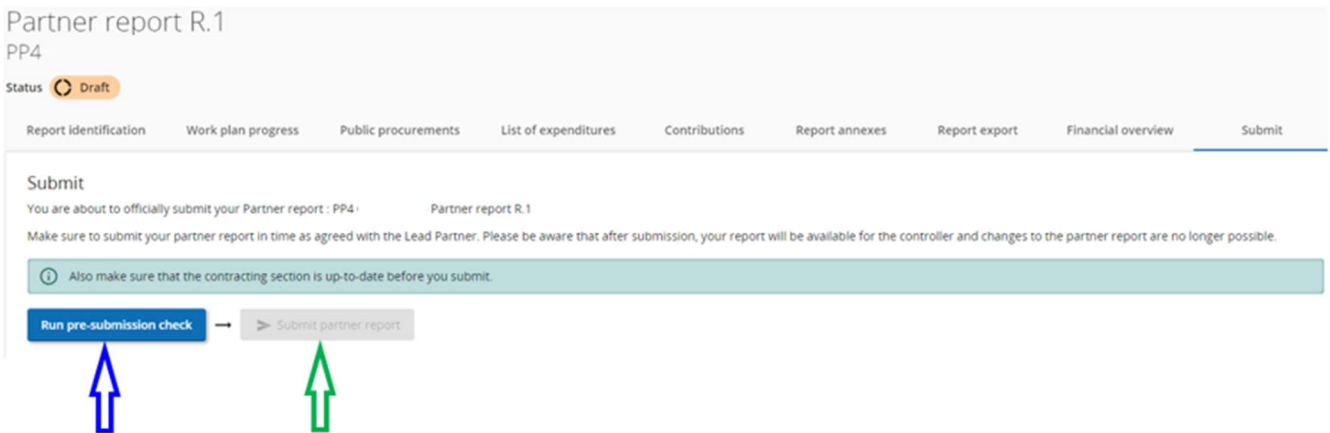 Partner report R.1
PP4
Status Draft
Report identification Work plan progress Public procurements List of expenditures Contributions Report annexes Report export Financial overview Submit
Submit
You are about to officially submit your Partner report : PP4 Partner report R.1
Make sure to submit your partner report in time as agreed with the Lead Partner. Please be aware that after submission, your report will be available for the controller and changes to the partner report are no longer possible.
Also make sure that the contracting section is up-to-date before you submit.
Run pre-submission check → Submit partner report